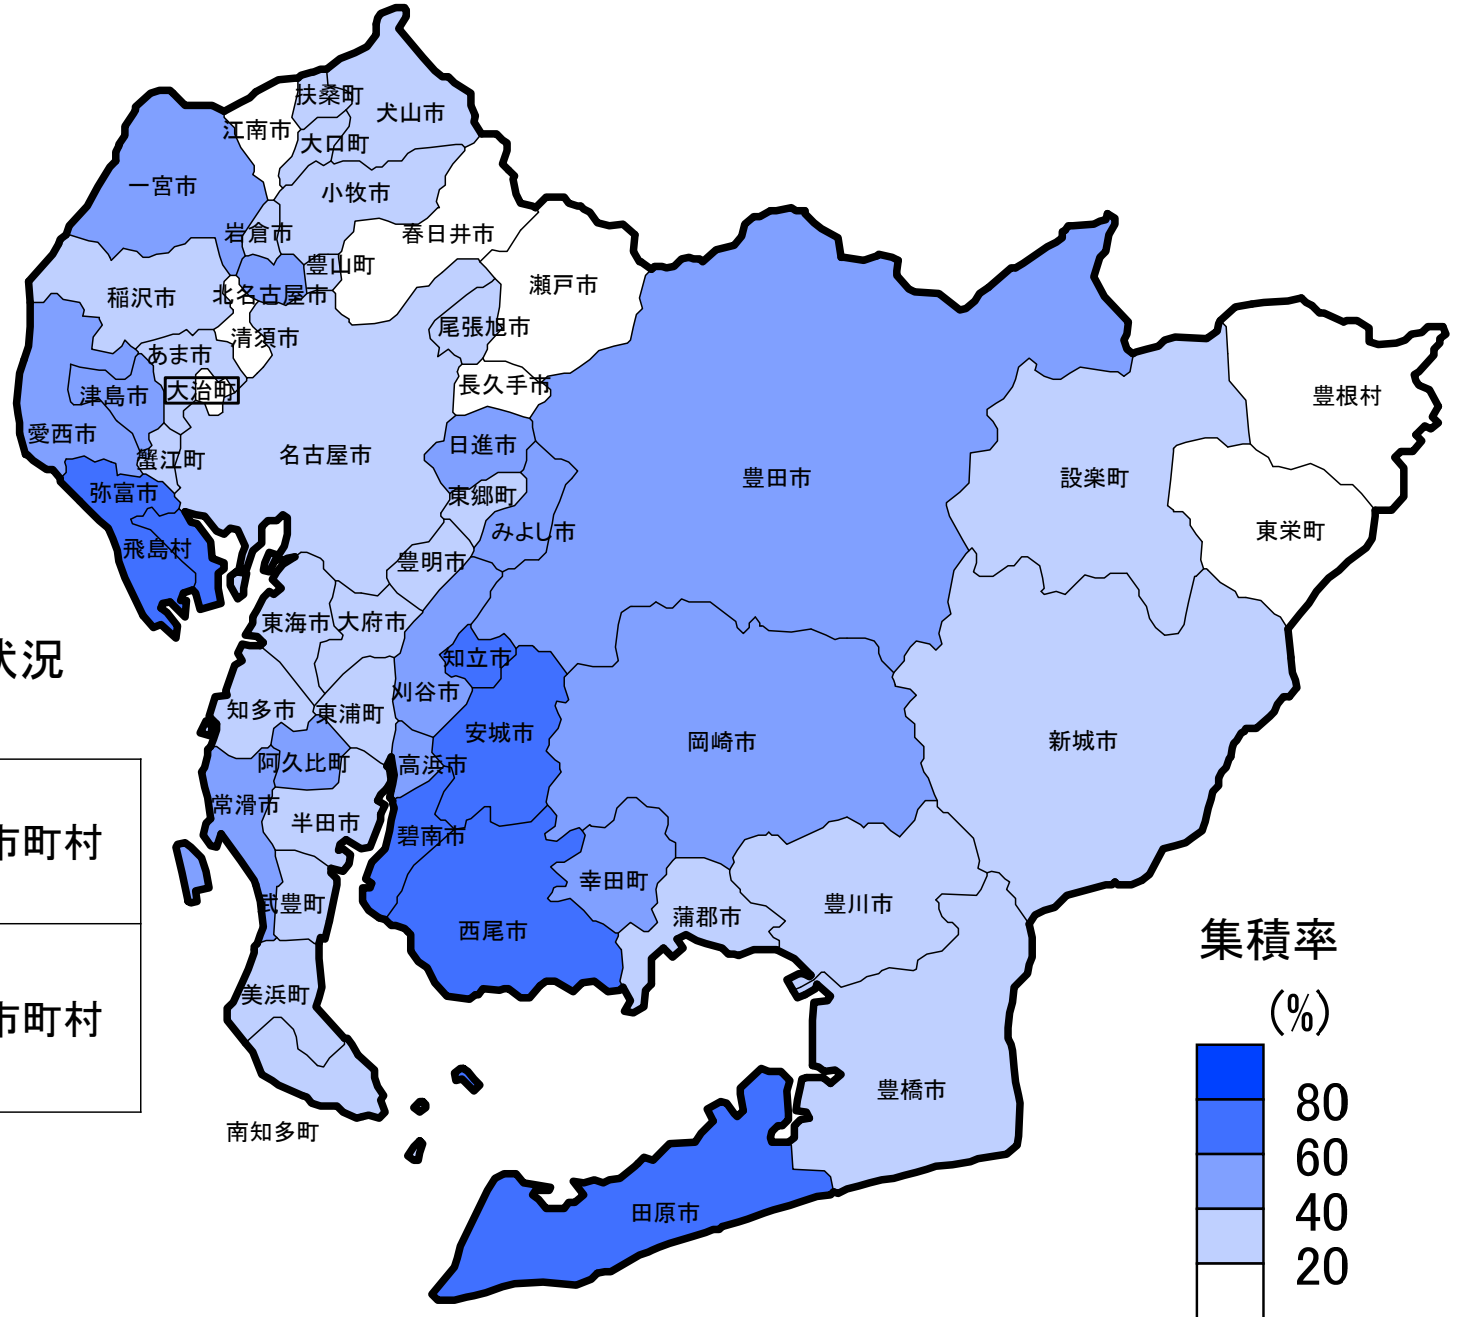 扶桑町
犬山市
江南市
大口町
一宮市
小牧市
岩倉市
春日井市
豊山町
瀬戸市
稲沢市
北名古屋市
尾張旭市
清須市
あま市
長久手市
大治町
津島市
豊根村
愛西市
日進市
蟹江町
名古屋市
豊田市
設楽町
弥富市
東郷町
みよし市
東栄町
飛島村
豊明市
東海市
大府市
状況
知立市
刈谷市
知多市
東浦町
安城市
岡崎市
新城市
阿久比町
高浜市
常滑市
半田市
碧南市
市町村
幸田町
武豊町
豊川市
蒲郡市
西尾市
集積率
美浜町
(%)
市町村
豊橋市
80
南知多町
60
田原市
40
20